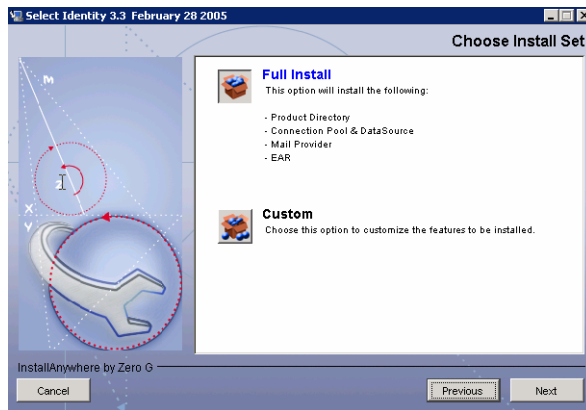 Select Identity 3.3 February 28 2005
Choose Install Set
M
X
Y
Full Install
This option will install the following:
- Product Directory
- Connection Pool & DataSource
- Mail Provider
- EAR
Custom
Choose this option to customize the features to be installed.
InstallAnywhere by Zero G
Cancel
Previous
Next